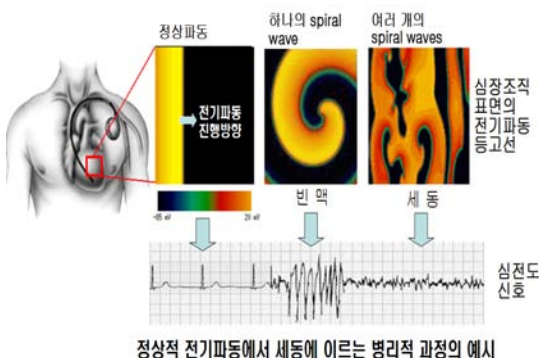 정상파동
하나의 spiral
wave
여러 개의
spiral waves
전기파동
진행방향
심장조직
표면의
전기파동
등고선
-85 mV
20 mV
빈 맥
세 동
심전도
신호
정상적 전기파동에서 세동에 이르는 병리적 과정의 예시